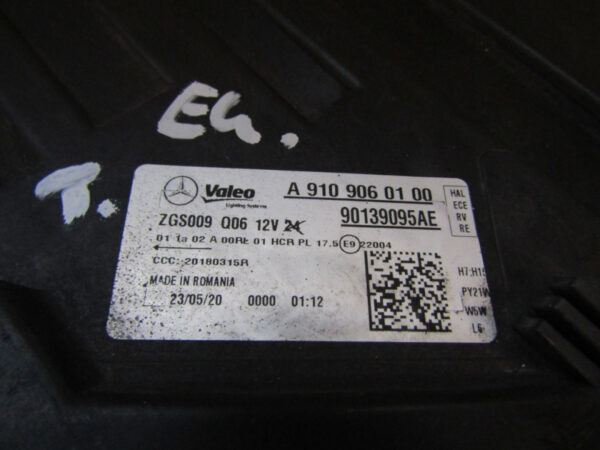 EG.
T.
Valeo A 910 906 01 00
Lighting Systems
ZGS009 Q06 12V 24 90139095AE
HAL
ECE
RV
RE
01 1a 02 A 00RL 01 HCR PL 17.5 E9 22004
CCC: 20180315R
MADE IN ROMANIA
23/05/20 0000 01:12
H7:H15
PY21W
W5W